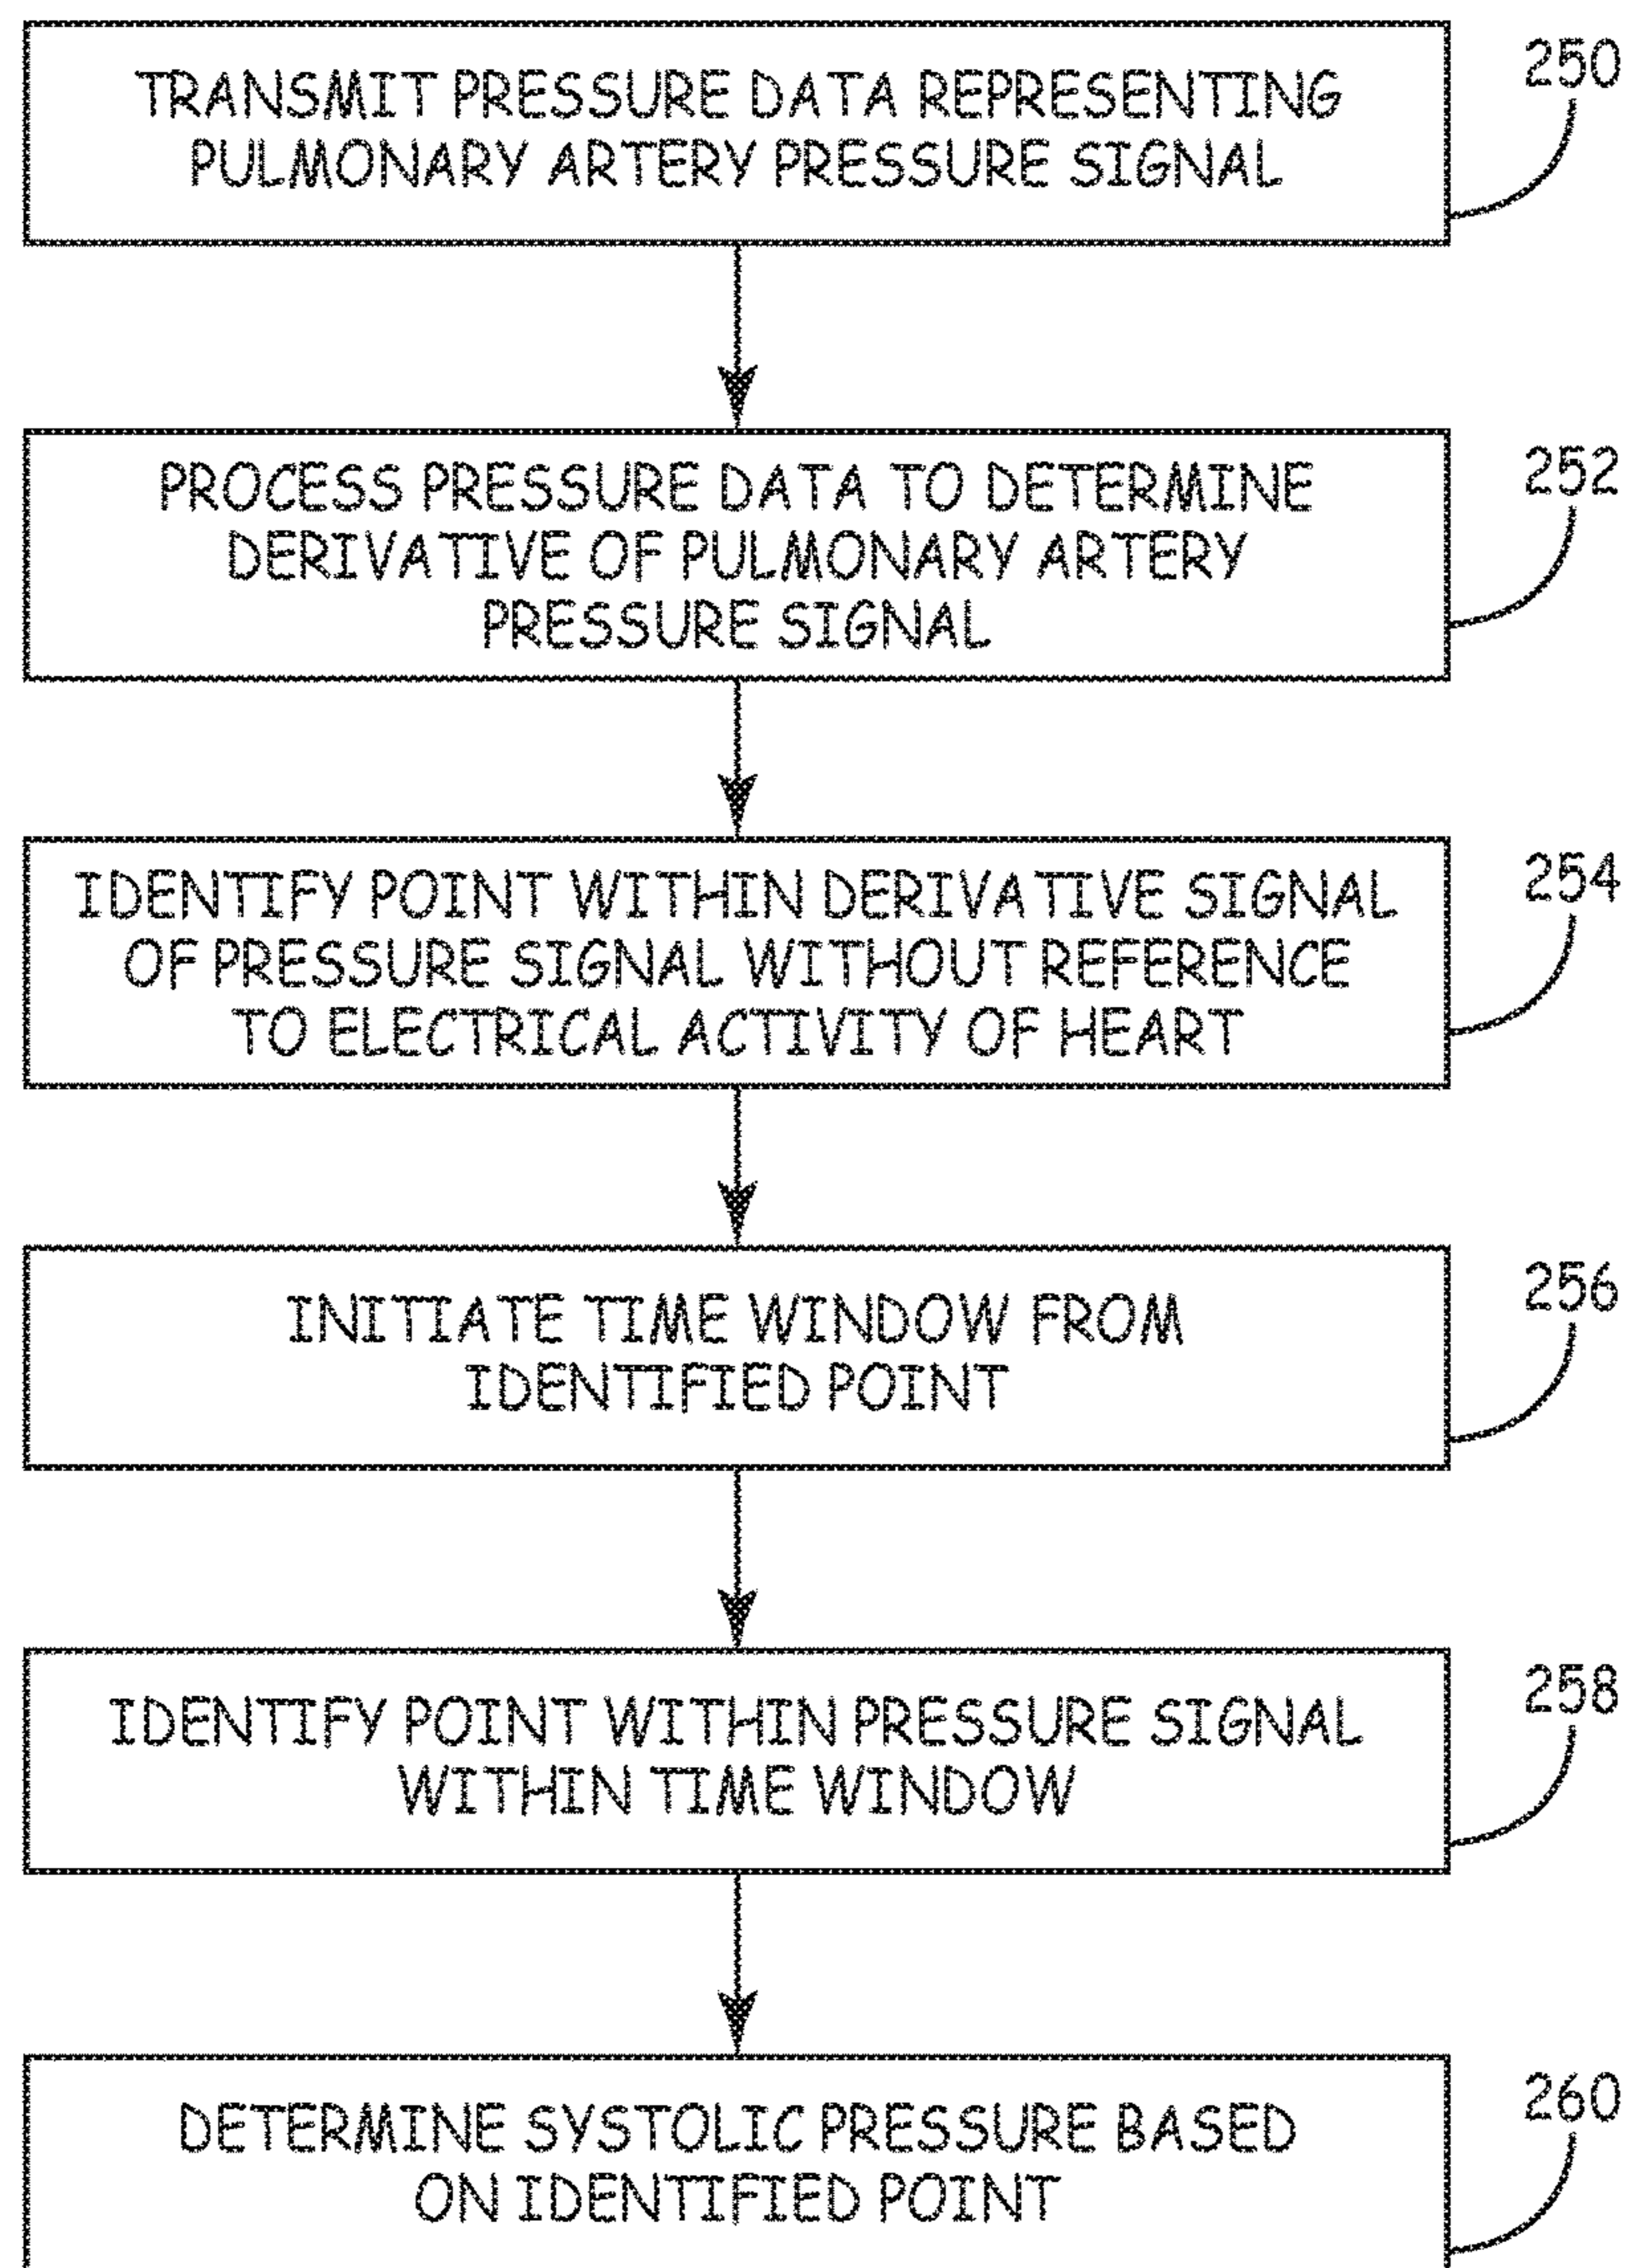 TRANSMIT PRESSURE DATA REPRESENTING
PULMONARY ARTERY PRESSURE SIGNAL
250
PROCESS PRESSURE DATA TO DETERMINE
DERIVATIVE OF PULMONARY ARTERY
PRESSURE SIGNAL
252
IDENTIFY POINT WITHIN DERIVATIVE SIGNAL
OF PRESSURE SIGNAL WITHOUT REFERENCE
TO ELECTRICAL ACTIVITY OF HEART
254
INITIATE TIME WINDOW FROM
IDENTIFIED POINT
256
IDENTIFY POINT WITHIN PRESSURE SIGNAL
WITHIN TIME WINDOW
258
DETERMINE SYSTOLIC PRESSURE BASED
ON IDENTIFIED POINT
260